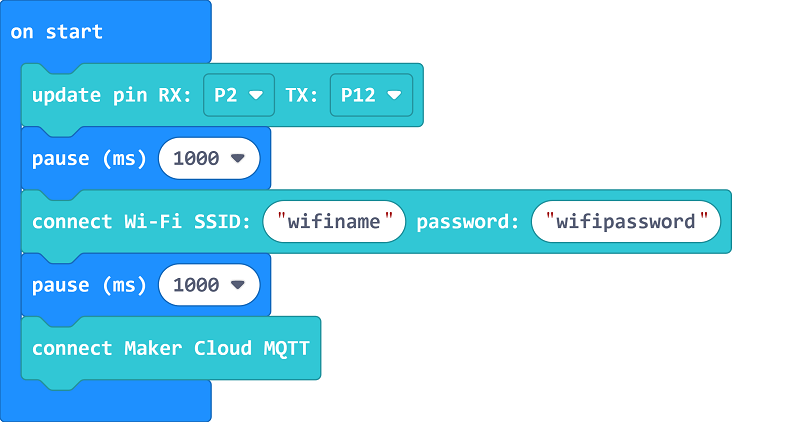 on start
update pin RX: P2 TX: P12
pause (ms) 1000
connect Wi-Fi SSID: "wifiname" password: "wifipassword"
pause (ms) 1000
connect Maker Cloud MQTT